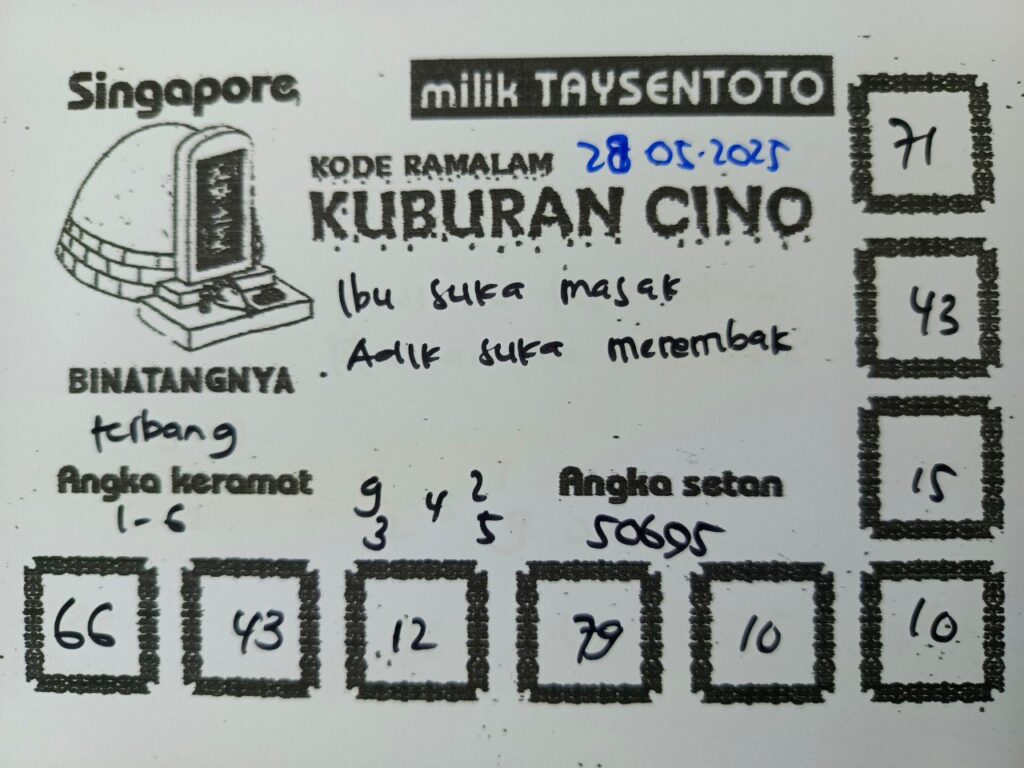 Singapore
milik TAYSENTOTO
71
KODE RAMALAM 28 05.2025
KUBURAN CINO
Ibu suka masak
43
Adik suka merembak
BINATANGNYA
terbang
Angka keramat
1-6
9 4 2
3 5
Angka setan
50695
15
66 43 12 79 10 10